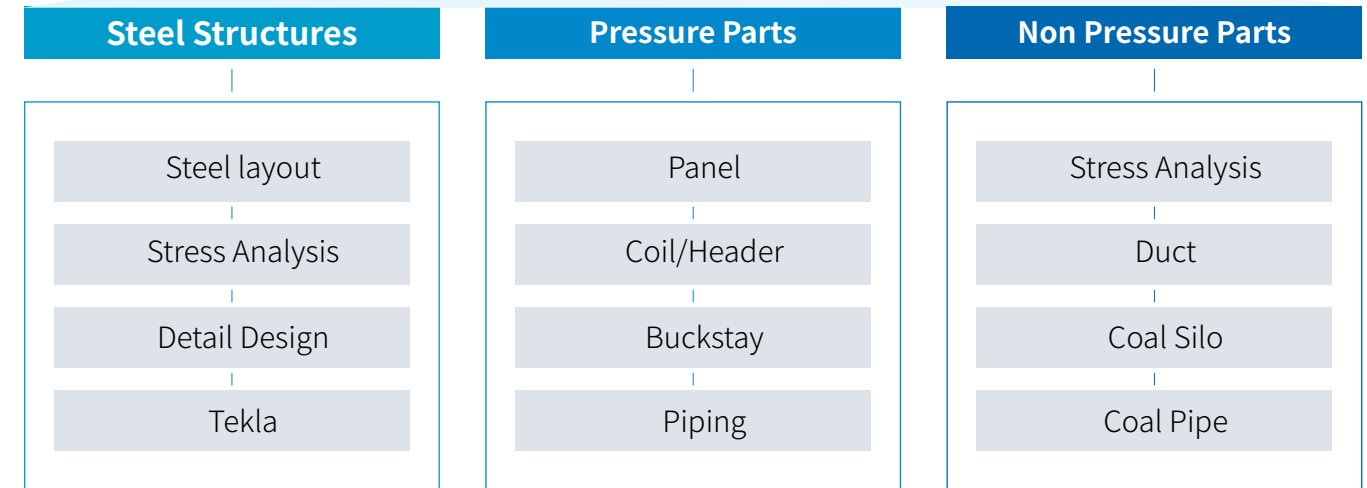 Steel Structures
Steel layout
Stress Analysis
Detail Design
Tekla
Pressure Parts
Panel
Coil/Header
Buckstay
Piping
Non Pressure Parts
Stress Analysis
Duct
Coal Silo
Coal Pipe